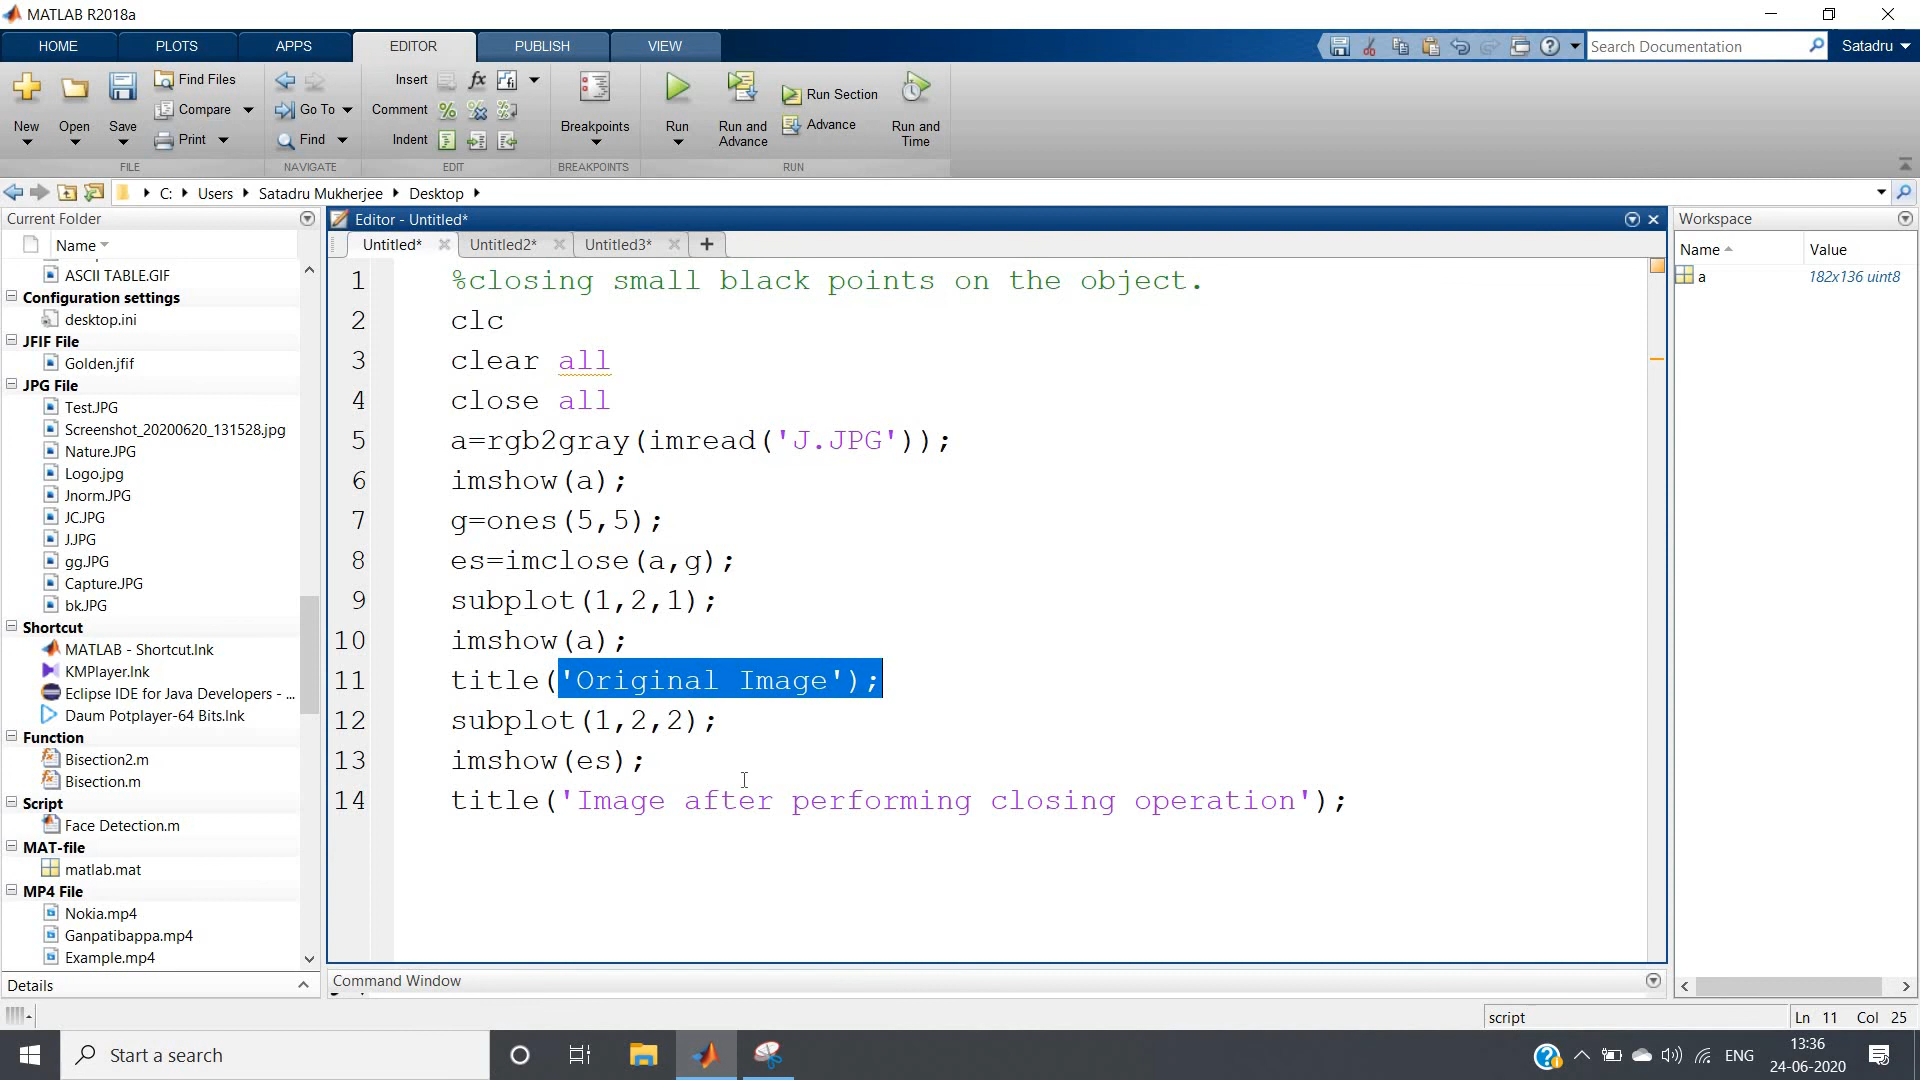 MATLAB R2018a
HOME PLOTS APPS EDITOR PUBLISH VIEW
Search Documentation
Satadru
New Open Save
Find Files
Compare
Print
FILE
Go To
Find
NAVIGATE
Insert
Comment
Indent
EDIT
Breakpoints
BREAKPOINTS
Run
Run and Advance
Run Section
Advance
Run and Time
RUN
C: Users Satadru Mukherjee Desktop
Current Folder
Name
ASCII TABLE.GIF
Configuration settings
desktop.ini
JFIF File
Golden.jfif
JPG File
Test.JPG
Screenshot_20200620_131528.jpg
Nature.JPG
Logo.jpg
Jnorm.JPG
JC.JPG
J.JPG
gg.JPG
Capture.JPG
bk.JPG
Shortcut
MATLAB - Shortcut.lnk
KMPlayer.lnk
Eclipse IDE for Java Developers - ...
Daum Potplayer-64 Bits.lnk
Function
Bisection2.m
Bisection.m
Script
Face Detection.m
MAT-file
matlab.mat
MP4 File
Nokia.mp4
Ganpatibappa.mp4
Example.mp4
Details
Editor - Untitled*
Untitled* Untitled2* Untitled3*
1 %closing small black points on the object.
2 clc
3 clear all
4 close all
5 a=rgb2gray(imread('J.JPG'));
6 imshow(a);
7 g=ones(5,5);
8 es=imclose(a,g);
9 subplot(1,2,1);
10 imshow(a);
11 title('Original Image');
12 subplot(1,2,2);
13 imshow(es);
14 title('Image after performing closing operation');
Command Window
Workspace
Name Value
a 182x136 uint8
script
Ln 11 Col 25
Start a search
ENG
13:36
24-06-2020